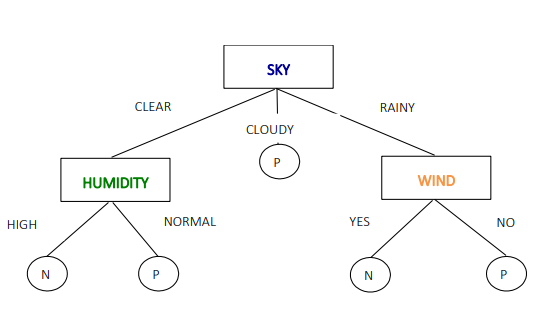 SKY
CLEAR
RAINY
CLOUDY
P
HUMIDITY
WIND
HIGH
NORMAL
YES
NO
N
P
N
P